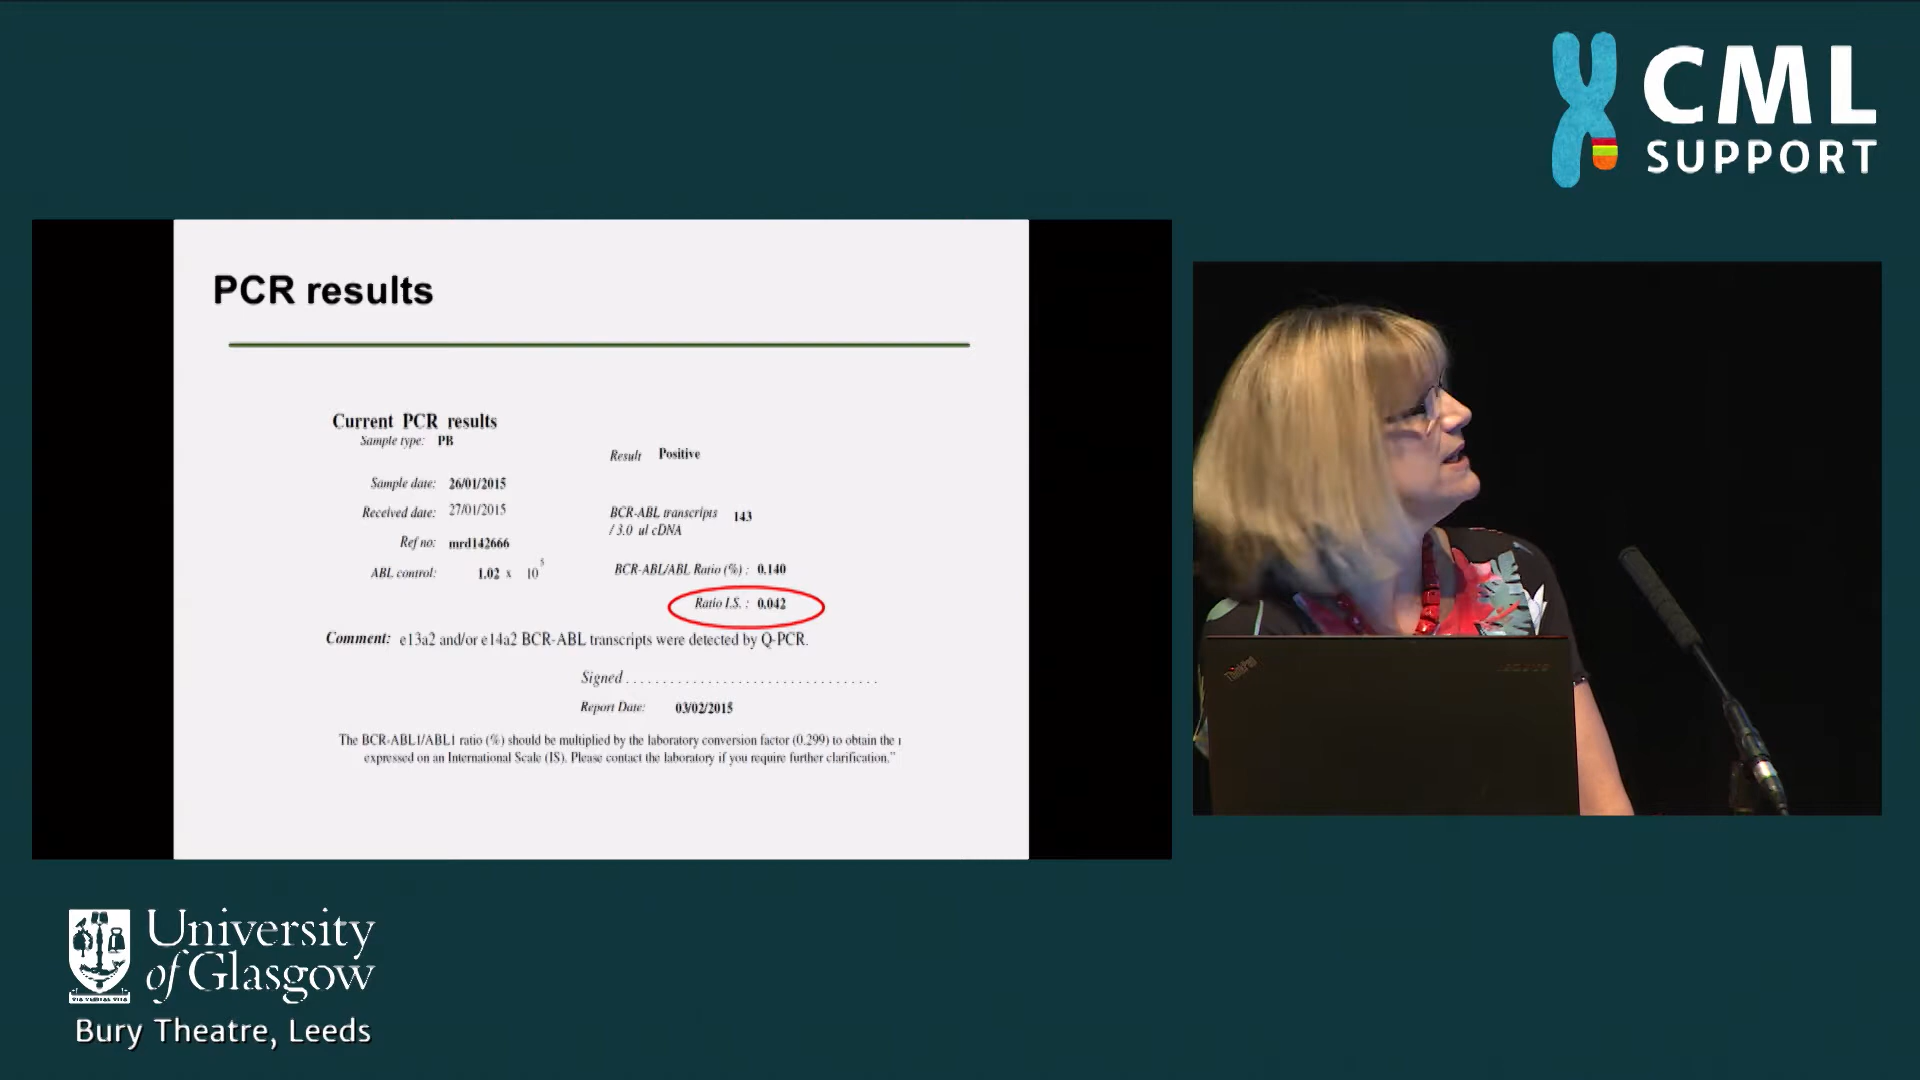 CML
SUPPORT
PCR results
Current PCR results
Sample type: PB
Result Positive
Sample date: 26/01/2015
Received date: 27/01/2015
BCR-ABL transcripts 143
/ 3.0 ul cDNA
Ref no: mrd142666
ABL control: 1.02 x 10^5
BCR-ABL/ABL Ratio (%) : 0.140
Ratio I.S. : 0.042
Comment: e13a2 and/or e14a2 BCR-ABL transcripts were detected by Q-PCR.
Signed . . . . . . . . . . . . . . . . . . . . . . . . . . . . . . . . .
Report Date: 03/02/2015
The BCR-ABL1/ABL1 ratio (%) should be multiplied by the laboratory conversion factor (0.299) to obtain the
expressed on an International Scale (IS). Please contact the laboratory if you require further clarification."
ThinkPad
University
of Glasgow
VIA VERITAS VITA
Bury Theatre, Leeds